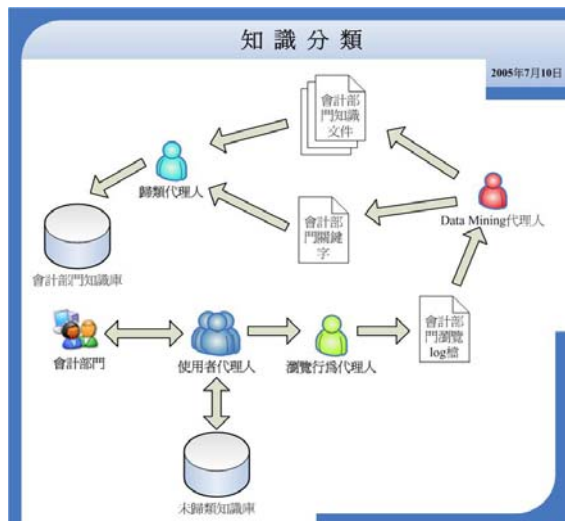 知識分類
2005年7月10日
會計部
門知識
文件
歸類代理人
Data Mining代理人
會計部
門關鍵
字
會計部門知識庫
會計部
門瀏覽
log檔
會計部門
使用者代理人
瀏覽行爲代理人
未歸類知識庫